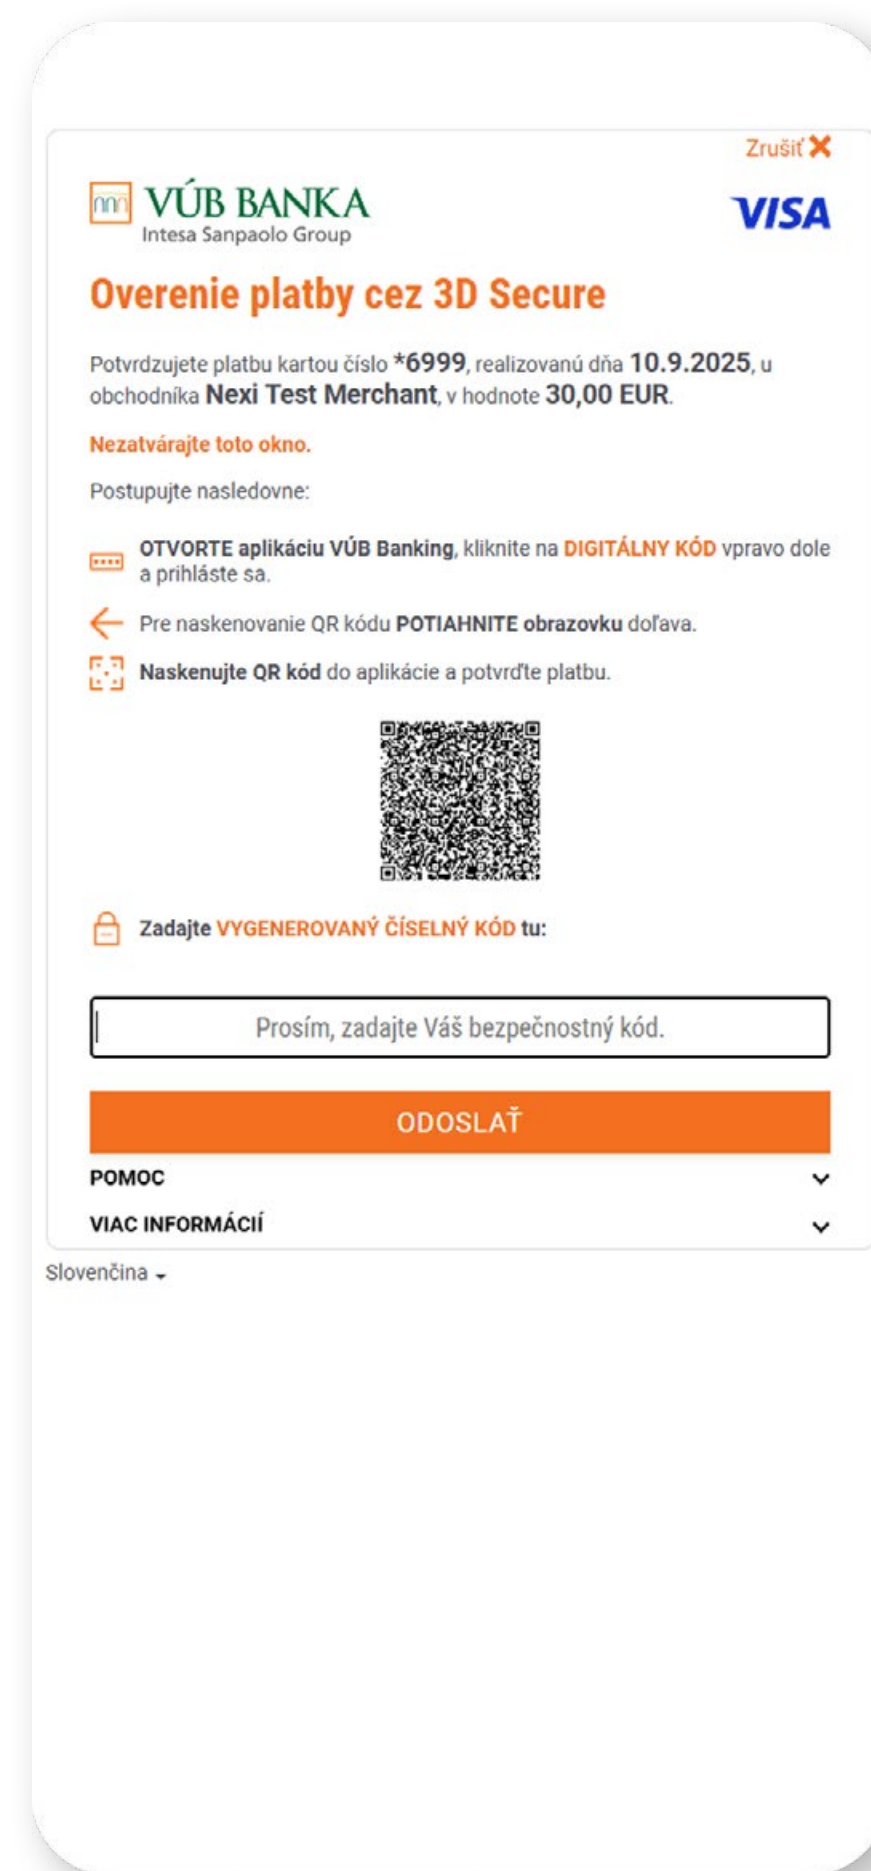 Zrušiť
VÚB BANKA
Intesa Sanpaolo Group
VISA
Overenie platby cez 3D Secure
Potvrdzujete platbu kartou číslo *6999, realizovanú dňa 10.9.2025, u
obchodníka Nexi Test Merchant, v hodnote 30,00 EUR.
Nezatvárajte toto okno.
Postupujte nasledovne:
OTVORTE aplikáciu VÚB Banking, kliknite na DIGITÁLNY KÓD vpravo dole
a prihláste sa.
Pre naskenovanie QR kódu POTIAHNITE obrazovku doľava.
Naskenujte QR kód do aplikácie a potvrďte platbu.
Zadajte VYGENEROVANÝ ČÍSELNÝ KÓD tu:
Prosím, zadajte Váš bezpečnostný kód.
ODOSLAŤ
POMOC
VIAC INFORMÁCIÍ
Slovenčina